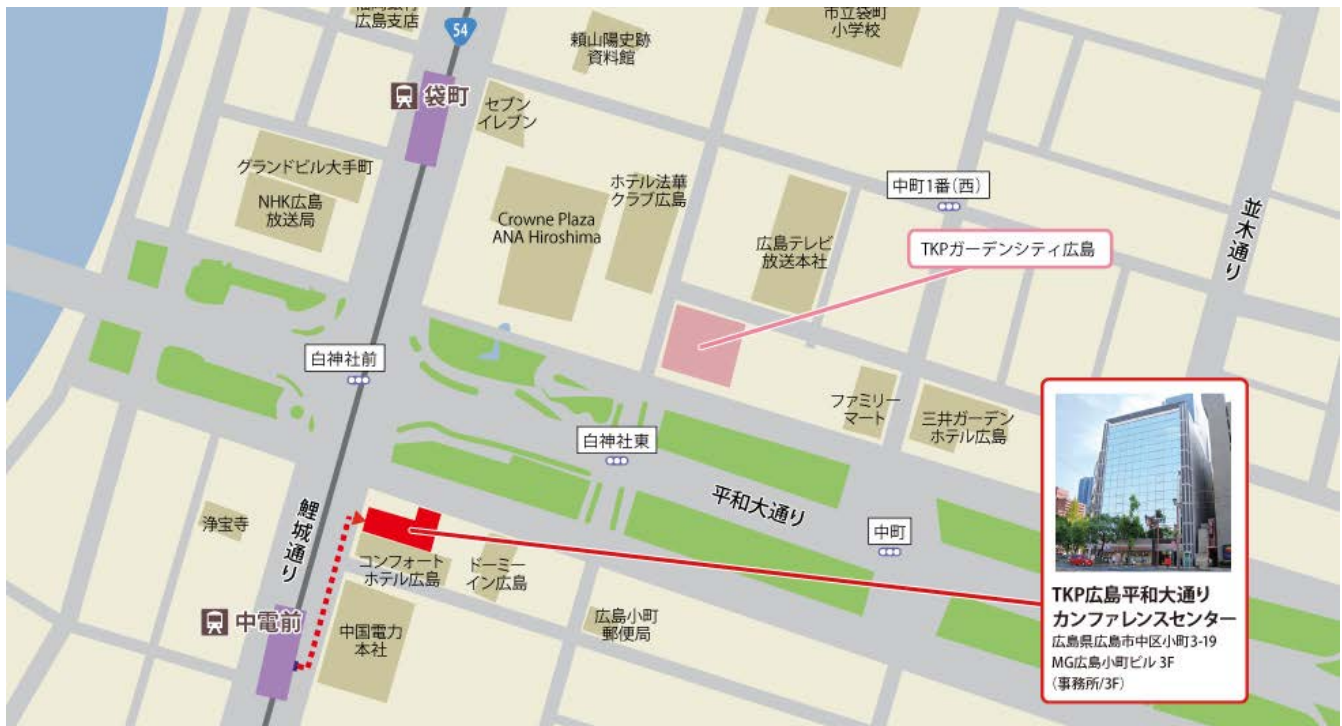 広島支店
54
頼山陽史跡
資料館
市立袋町
小学校
袋町
セブン
イレブン
グランドビル大手町
NHK広島
放送局
Crowne Plaza
ANA Hiroshima
ホテル法華
クラブ広島
広島テレビ
放送本社
中町1番(西)
TKPガーデンシティ広島
並木通り
白神社前
白神社東
ファミリー
マート
三井ガーデン
ホテル広島
平和大通り
中町
浄宝寺
鯉城通り
コンフォート
ホテル広島
ドーミー
イン広島
中電前
中国電力
本社
広島小町
郵便局
TKP広島平和大通り
カンファレンスセンター
広島県広島市中区小町3-19
MG広島小町ビル 3F
(事務所/3F)